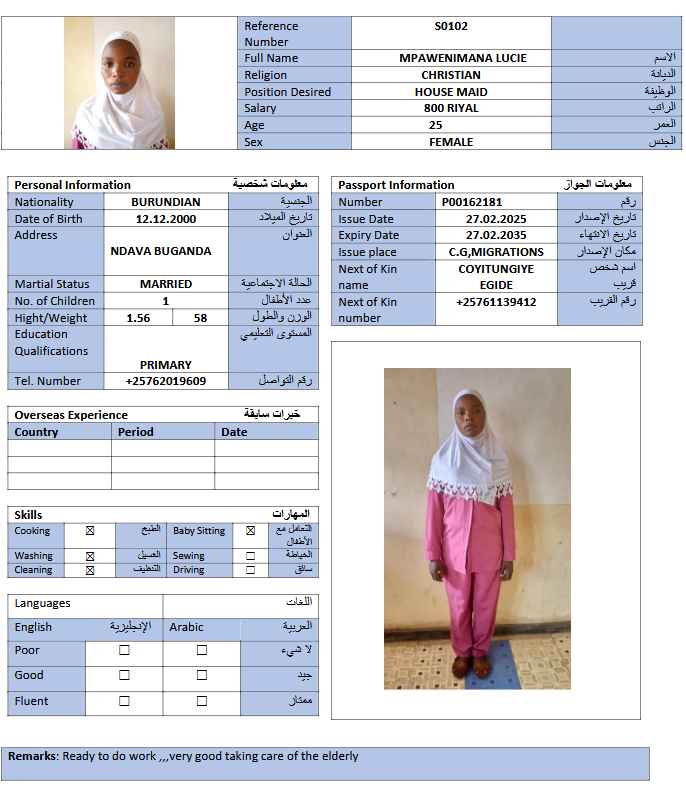 Reference Number S0102
Full Name MPAWENIMANA LUCIE الاسم
Religion CHRISTIAN الديانة
Position Desired HOUSE MAID الوظيفة
Salary 800 RIYAL الراتب
Age 25 العمر
Sex FEMALE الجنس
Personal Information معلومات شخصية
Nationality BURUNDIAN الجنسية
Date of Birth 12.12.2000 تاريخ الميلاد
Address NDAVA BUGANDA العنوان
Martial Status MARRIED الحالة الاجتماعية
No. of Children 1 عدد الأطفال
Hight/Weight 1.56 58 الوزن والطول
Education Qualifications PRIMARY المستوى التعليمي
Tel. Number +25762019609 رقم التواصل
Passport Information معلومات الجواز
Number P00162181 رقم
Issue Date 27.02.2025 تاريخ الإصدار
Expiry Date 27.02.2035 تاريخ الانتهاء
Issue place C.G,MIGRATIONS مكان الإصدار
Next of Kin name COYITUNGIYE EGIDE اسم شخص قريب
Next of Kin number +25761139412 رقم القريب
Overseas Experience خبرات سابقة
Country Period Date
Skills المهارات
Cooking ☒ الطبخ Baby Sitting ☒ التعامل مع الأطفال
Washing ☒ الغسيل Sewing ☐ الخياطة
Cleaning ☒ التنظيف Driving ☐ سائق
Languages اللغات
English الإنجليزية Arabic العربية
Poor ☐ ☐ لا شيء
Good ☐ ☐ جيد
Fluent ☐ ☐ ممتاز
Remarks: Ready to do work ,,,very good taking care of the elderly